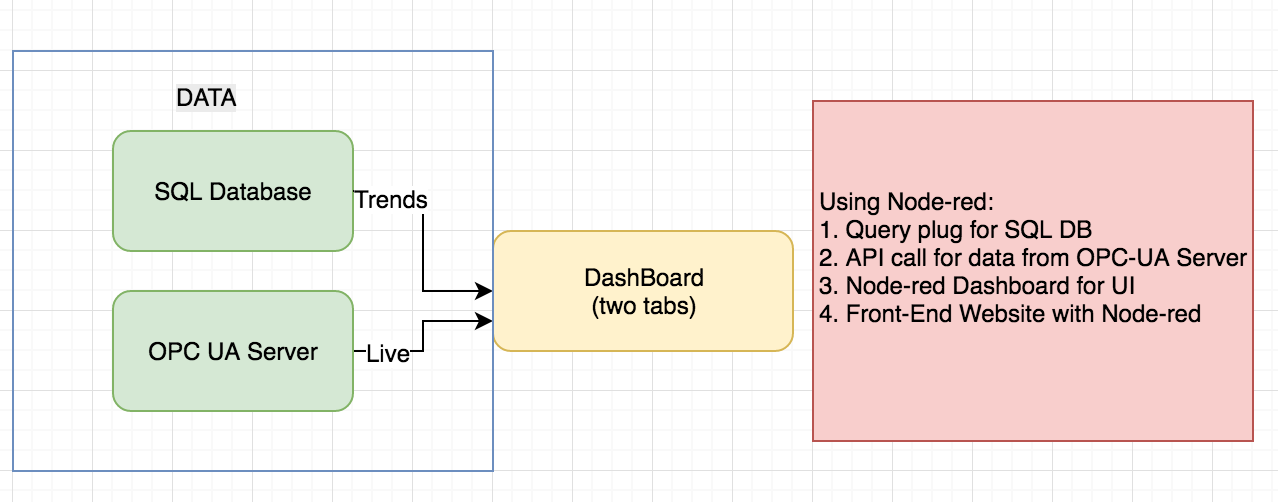 DATA
SQL Database
Trends
OPC UA Server
Live
DashBoard
(two tabs)
Using Node-red:
1. Query plug for SQL DB
2. API call for data from OPC-UA Server
3. Node-red Dashboard for UI
4. Front-End Website with Node-red